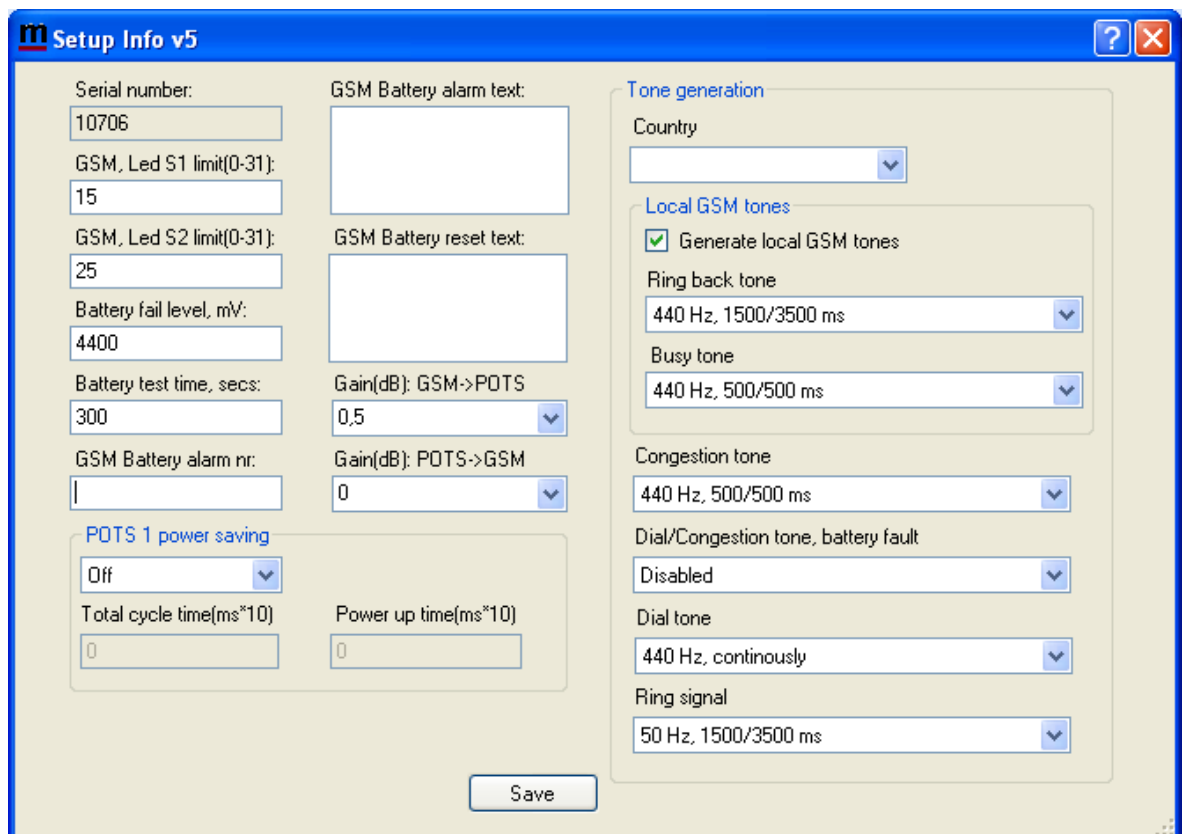 m Setup Info v5
Serial number:
10706
GSM, Led S1 limit(0-31):
15
GSM, Led S2 limit(0-31):
25
Battery fail level, mV:
4400
Battery test time, secs:
300
GSM Battery alarm nr:
GSM Battery alarm text:
GSM Battery reset text:
Gain(dB): GSM->POTS
0,5
Gain(dB): POTS->GSM
0
POTS 1 power saving
Off
Total cycle time(ms*10)
0
Power up time(ms*10)
0
Tone generation
Country
Local GSM tones
Generate local GSM tones
Ring back tone
440 Hz, 1500/3500 ms
Busy tone
440 Hz, 500/500 ms
Congestion tone
440 Hz, 500/500 ms
Dial/Congestion tone, battery fault
Disabled
Dial tone
440 Hz, continously
Ring signal
50 Hz, 1500/3500 ms
Save